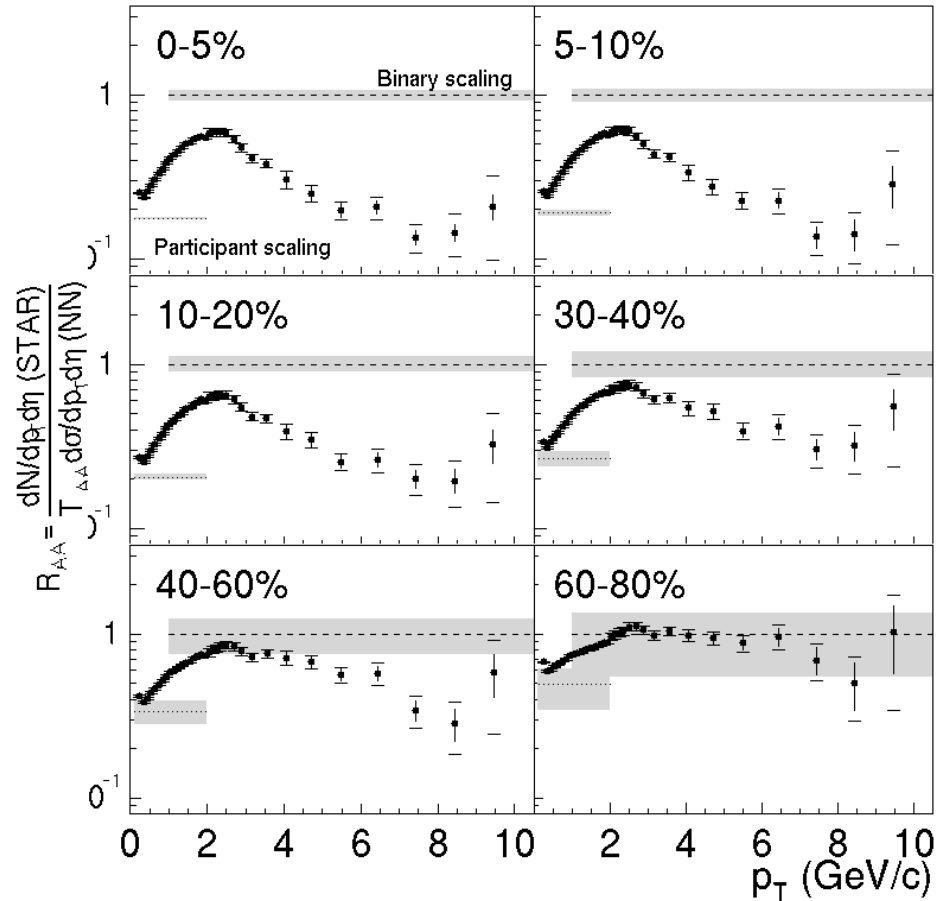 0-5%
5-10%
1
Binary scaling
Participant scaling
)⁻¹
10-20%
30-40%
1
)⁻¹
40-60%
60-80%
1
0⁻¹
R_AA= dN/dp_T dη (STAR)
T_AA dσ/dp_T dη (NN)
0 2 4 6 8 10
0 2 4 6 8 10
p_T (GeV/c)